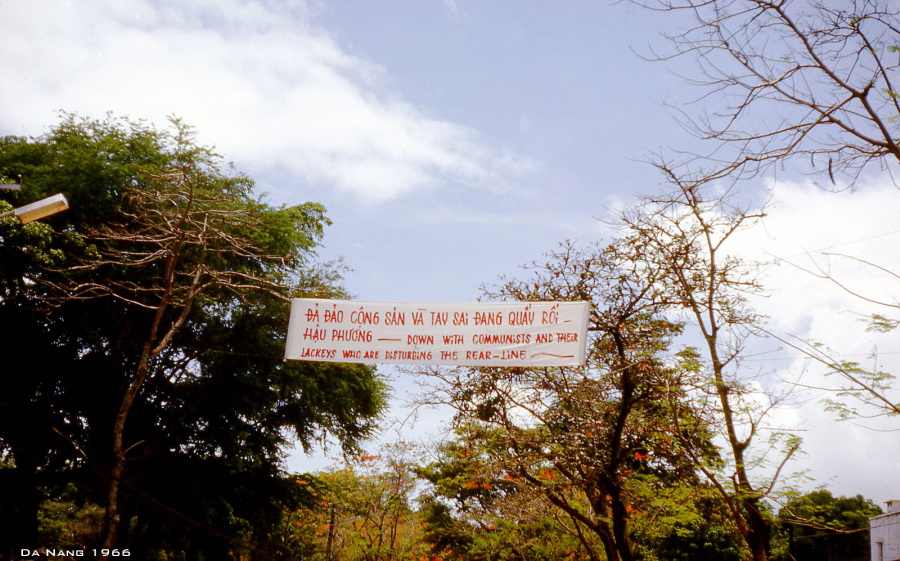 ĐẢ ĐẢO CỘNG SẢN VÀ TAY SAI ĐANG QUẤY RỐI _
HẬU PHƯƠNG — DOWN WITH COMMUNISTS AND THEIR
LACKEYS WHO ARE DISTURBING THE REAR-LINE —
DA NANG 1966